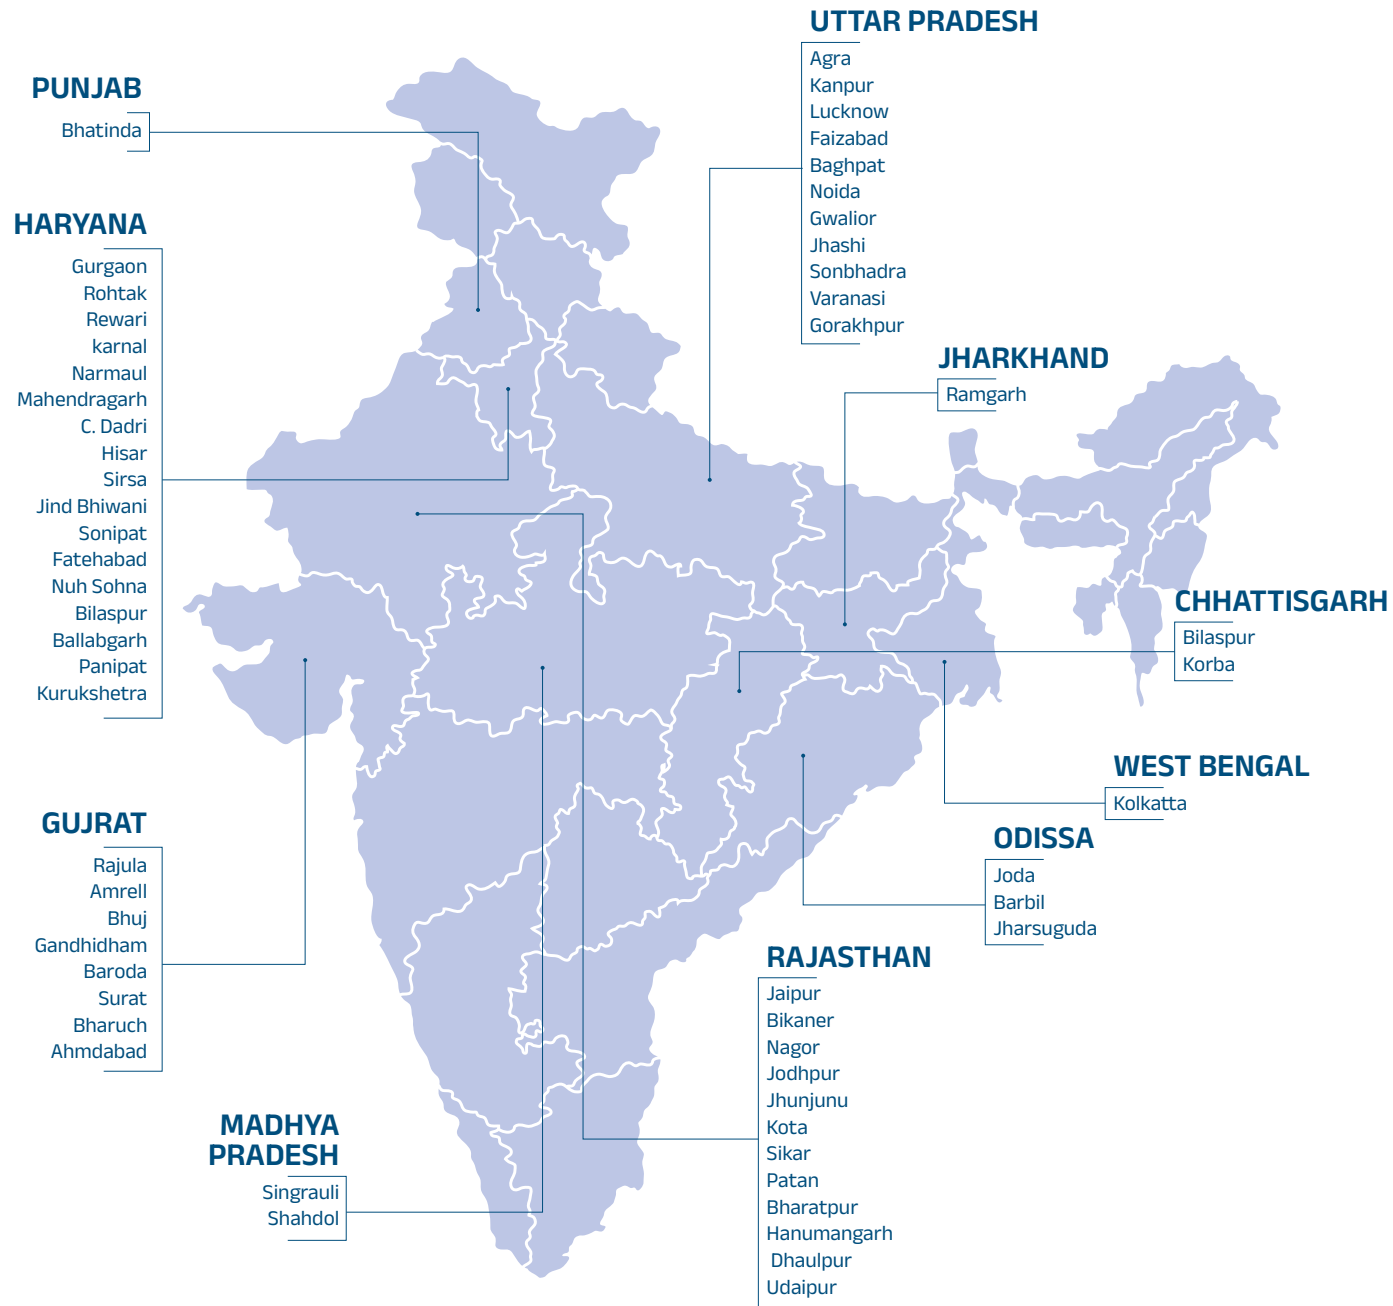 PUNJAB
Bhatinda
HARYANA
Gurgaon
Rohtak
Rewari
karnal
Narmaul
Mahendragarh
C. Dadri
Hisar
Sirsa
Jind Bhiwani
Sonipat
Fatehabad
Nuh Sohna
Bilaspur
Ballabgarh
Panipat
Kurukshetra
GUJRAT
Rajula
Amrell
Bhuj
Gandhidham
Baroda
Surat
Bharuch
Ahmdabad
MADHYA
PRADESH
Singrauli
Shahdol
UTTAR PRADESH
Agra
Kanpur
Lucknow
Faizabad
Baghpat
Noida
Gwalior
Jhashi
Sonbhadra
Varanasi
Gorakhpur
JHARKHAND
Ramgarh
CHHATTISGARH
Bilaspur
Korba
WEST BENGAL
Kolkatta
ODISSA
Joda
Barbil
Jharsuguda
RAJASTHAN
Jaipur
Bikaner
Nagor
Jodhpur
Jhunjunu
Kota
Sikar
Patan
Bharatpur
Hanumangarh
Dhaulpur
Udaipur